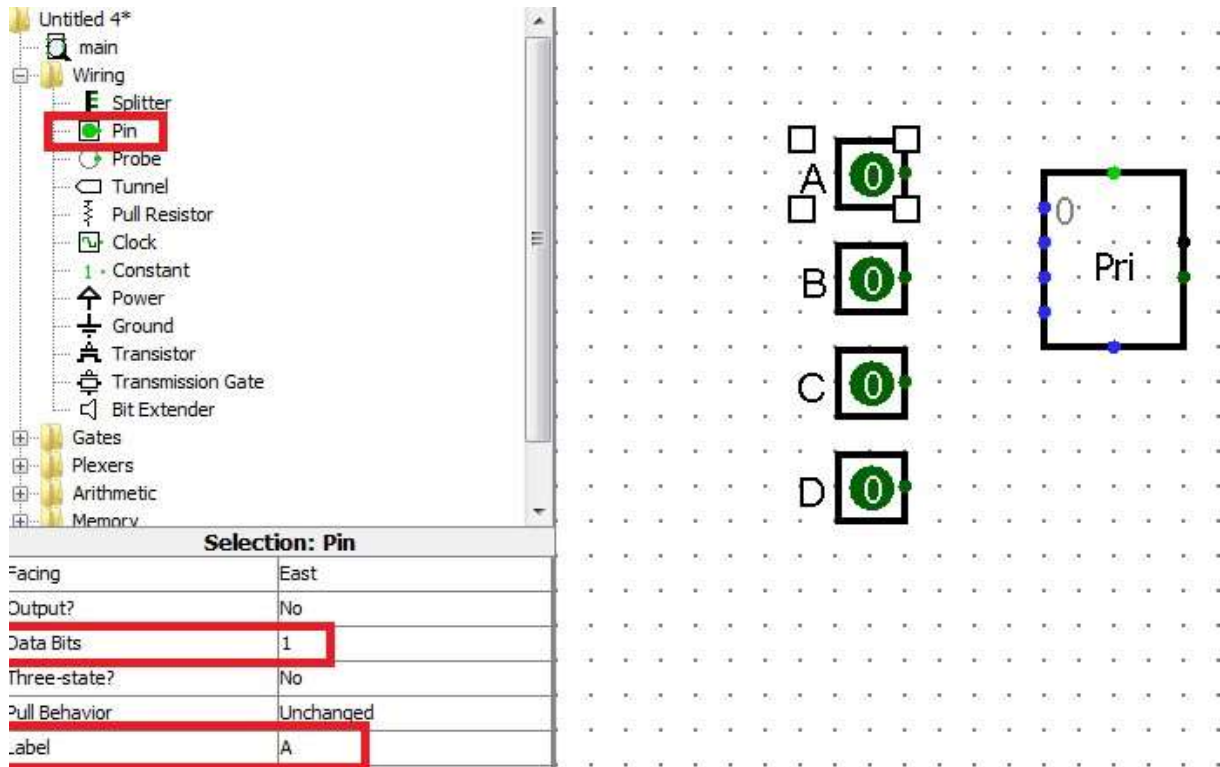 Untitled 4*
main
Wiring
Splitter
Pin
Probe
Tunnel
Pull Resistor
Clock
1 Constant
Power
Ground
Transistor
Transmission Gate
Bit Extender
Gates
Plexers
Arithmetic
Memory
Selection: Pin
Facing East
Output? No
Data Bits 1
Three-state? No
Pull Behavior Unchanged
Label A
A 0
B 0
C 0
D 0
0
Pri